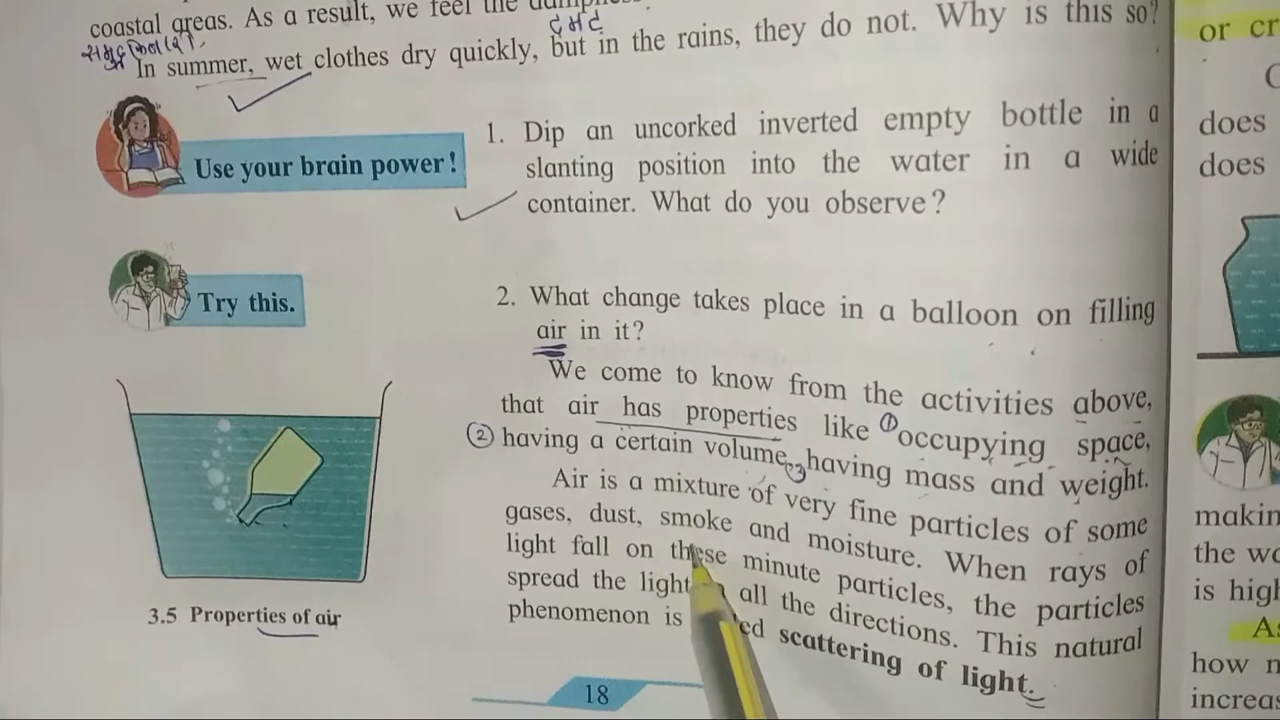 coastal areas. As a result, we feel the
In summer, wet clothes dry quickly, but in the rains, they do not. Why is this so?
Use your brain power!
1. Dip an uncorked inverted empty bottle in a
slanting position into the water in a wide
container. What do you observe?
Try this.
2. What change takes place in a balloon on filling
air in it?
We come to know from the activities above,
that air has properties like ① occupying space,
② having a certain volume, having mass and weight.
Air is a mixture of very fine particles of some
gases, dust, smoke and moisture. When rays of
light fall on these minute particles, the particles
spread the light all the directions. This natural
phenomenon is scattering of light.
3.5 Properties of air
18
or cr
does
does
makin
the wo
is high
As
how n
increas